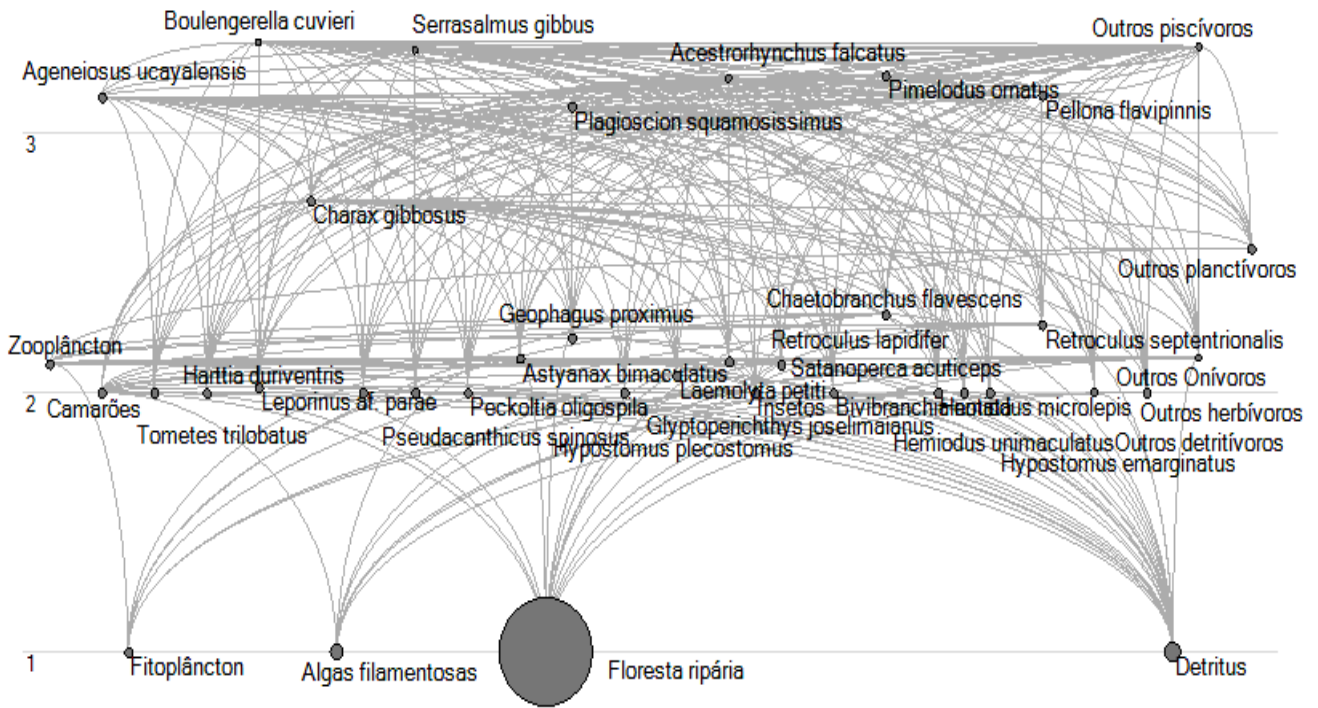 Boulengerella cuvieri
Serrasalmus gibbus
Outros piscívoros
Acestrorhynchus falcatus
Ageneiosus ucayalensis
Pimelodus ornatus
Pellona flavipinnis
Plagioscion squamosissimus
3
Charax gibbosus
Outros planctívoros
Chaetobranchus flavescens
Geophagus proximus
Retroculus lapidifer
Retroculus septentrionalis
Zooplâncton
Satanoperca acuticeps
Harttia duriventris
Astyanax bimaculatus
Outros Onívoros
Laemolyta petiti
2
Camarões
Leporinus af. parae
Peckoltia oligospila
Insetos
Bivibranchia
microlepis
Outros herbívoros
Glyptoperichthys joselimaianus
Tometes trilobatus
Pseudacanthicus spinosus
Hypostomus plecostomus
Hemiodus unimaculatus
Outros detritívoros
Hypostomus emarginatus
1
Fitoplâncton
Algas filamentosas
Floresta ripária
Detritus